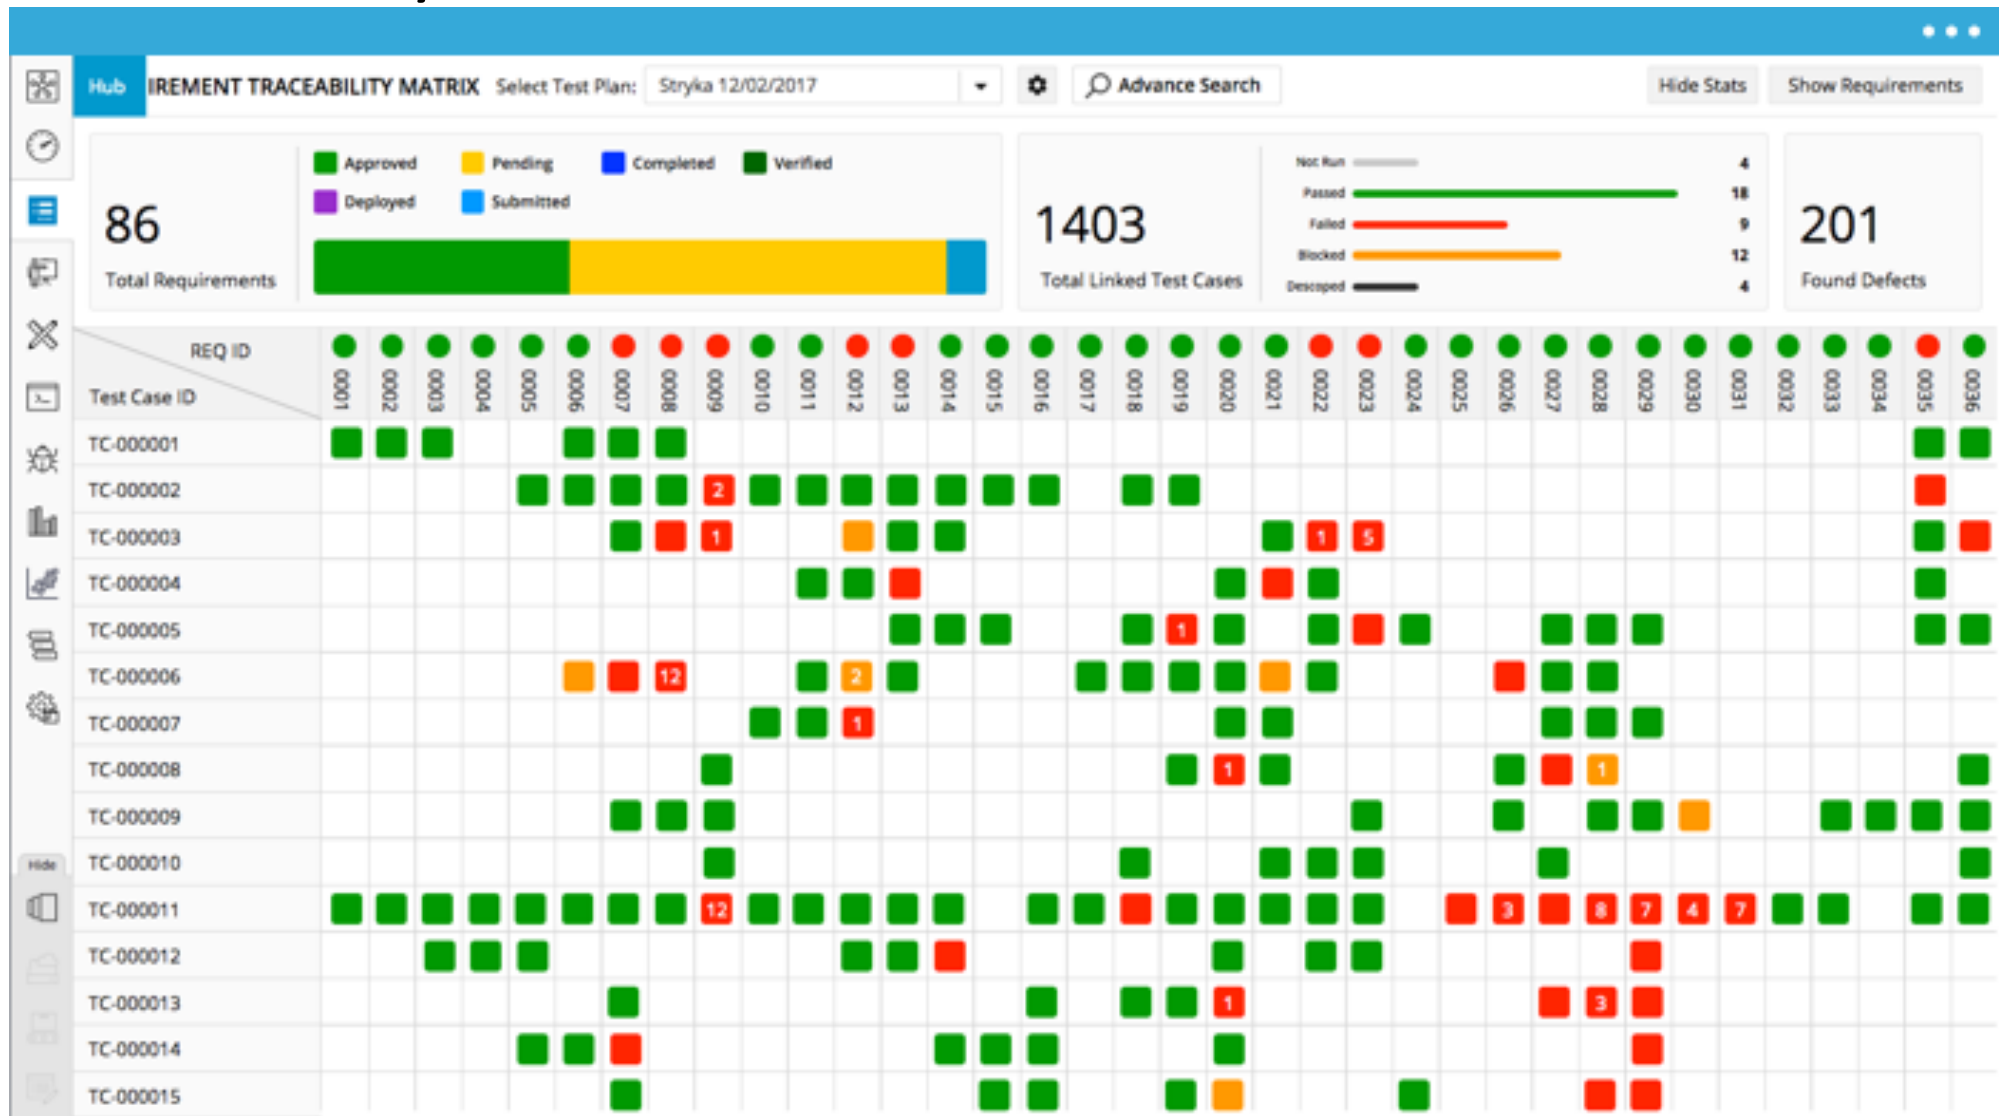 Hub IREMENT TRACEABILITY MATRIX Select Test Plan: Stryka 12/02/2017 Advance Search Hide Stats Show Requirements
86
Total Requirements
Approved Pending Completed Verified
Deployed Submitted
1403
Total Linked Test Cases
Not Run 4
Passed 18
Failed 9
Blocked 12
Descoped 4
201
Found Defects
REQ ID
Test Case ID
0001 0002 0003 0004 0005 0006 0007 0008 0009 0010 0011 0012 0013 0014 0015 0016 0017 0018 0019 0020 0021 0022 0023 0024 0025 0026 0027 0028 0029 0030 0031 0032 0033 0034 0035 0036
TC-000001
TC-000002 2
TC-000003 1 1 5
TC-000004
TC-000005 1
TC-000006 12 2
TC-000007 1
TC-000008 1 1
TC-000009
Hide
TC-000010
TC-000011 12 3 8 7 4 7
TC-000012
TC-000013 1 3
TC-000014
TC-000015